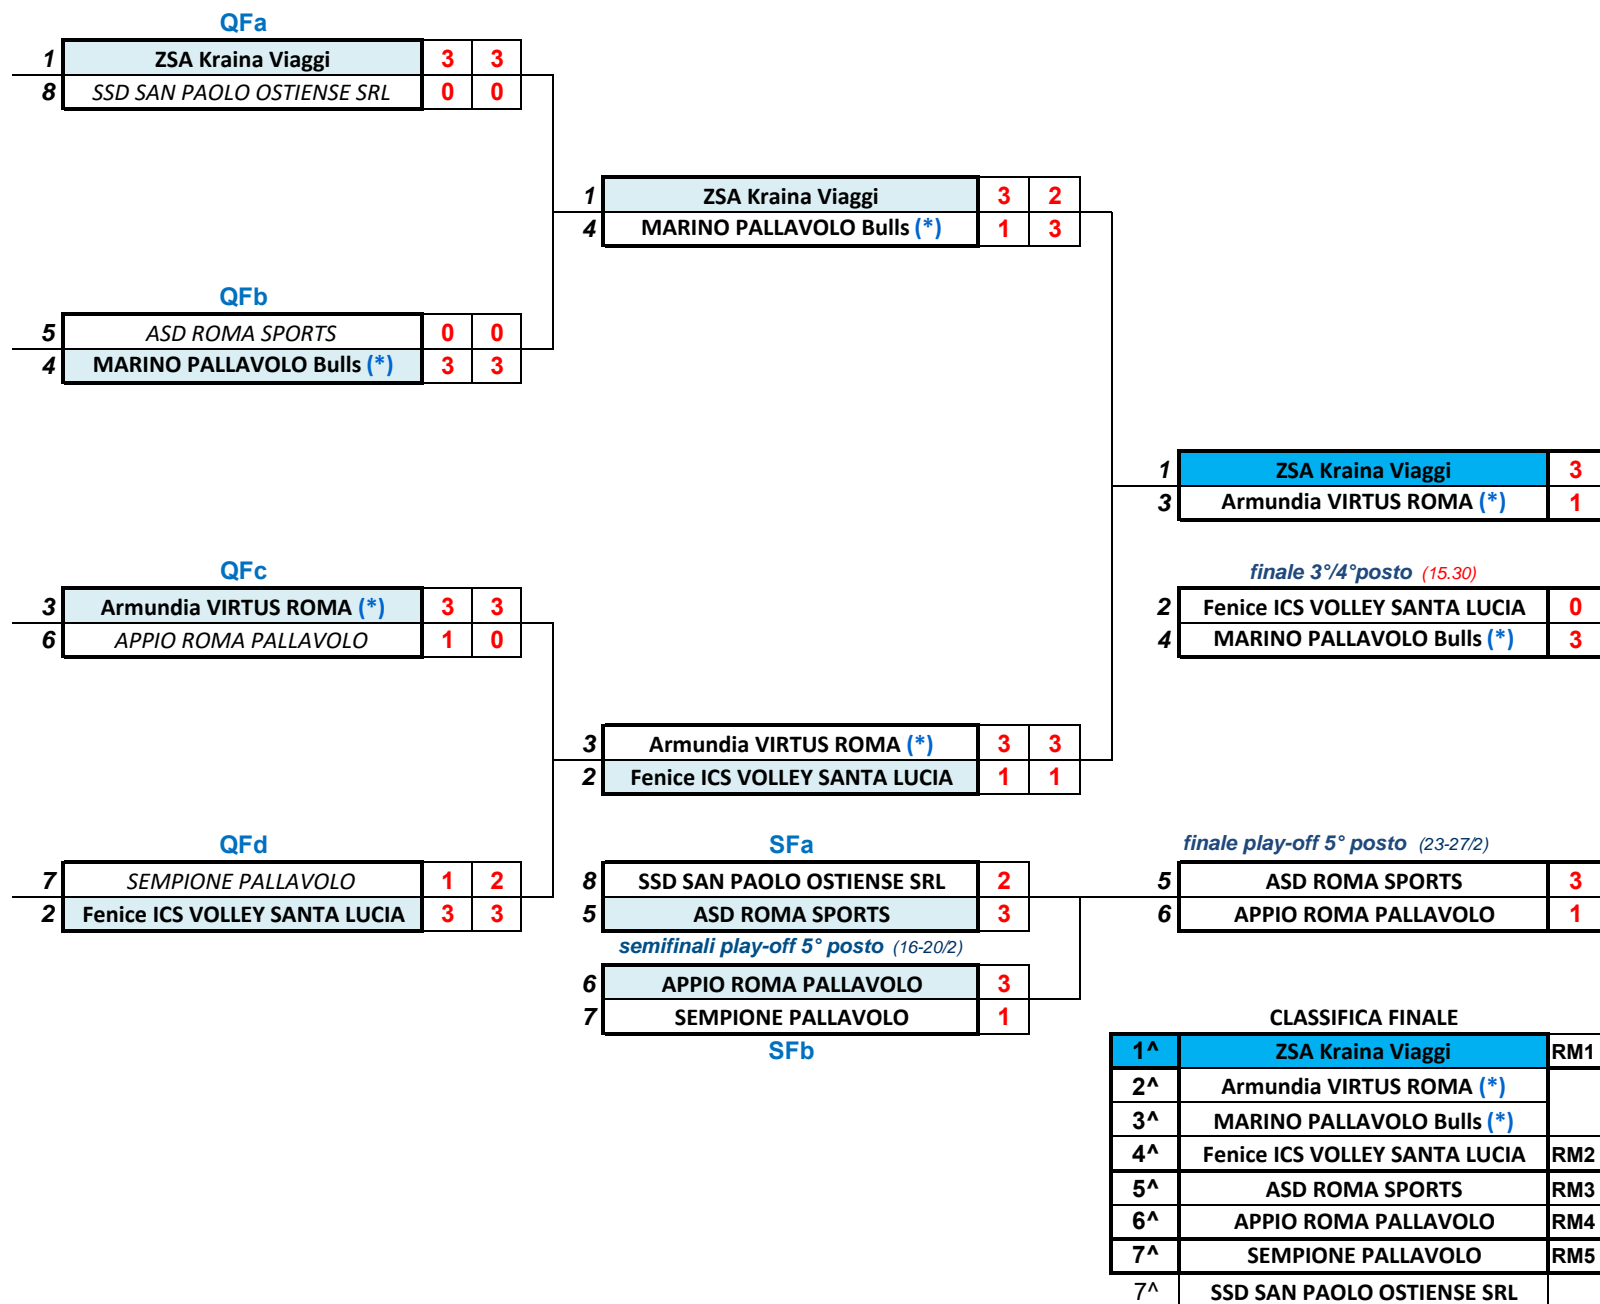 QFa
1 ZSA Kraina Viaggi 3 3
8 SSD SAN PAOLO OSTIENSE SRL 0 0
1 ZSA Kraina Viaggi 3 2
4 MARINO PALLAVOLO Bulls (*) 1 3
QFb
5 ASD ROMA SPORTS 0 0
4 MARINO PALLAVOLO Bulls (*) 3 3
1 ZSA Kraina Viaggi 3
3 Armundia VIRTUS ROMA (*) 1
QFc
finale 3°/4°posto (15.30)
3 Armundia VIRTUS ROMA (*) 3 3
2 Fenice ICS VOLLEY SANTA LUCIA 0
6 APPIO ROMA PALLAVOLO 1 0
4 MARINO PALLAVOLO Bulls (*) 3
3 Armundia VIRTUS ROMA (*) 3 3
2 Fenice ICS VOLLEY SANTA LUCIA 1 1
QFd
SFa
finale play-off 5° posto (23-27/2)
7 SEMPIONE PALLAVOLO 1 2
8 SSD SAN PAOLO OSTIENSE SRL 2
5 ASD ROMA SPORTS 3
2 Fenice ICS VOLLEY SANTA LUCIA 3 3
5 ASD ROMA SPORTS 3
6 APPIO ROMA PALLAVOLO 1
semifinali play-off 5° posto (16-20/2)
6 APPIO ROMA PALLAVOLO 3
7 SEMPIONE PALLAVOLO 1
SFb
CLASSIFICA FINALE
1^ ZSA Kraina Viaggi RM1
2^ Armundia VIRTUS ROMA (*)
3^ MARINO PALLAVOLO Bulls (*)
4^ Fenice ICS VOLLEY SANTA LUCIA RM2
5^ ASD ROMA SPORTS RM3
6^ APPIO ROMA PALLAVOLO RM4
7^ SEMPIONE PALLAVOLO RM5
7^ SSD SAN PAOLO OSTIENSE SRL